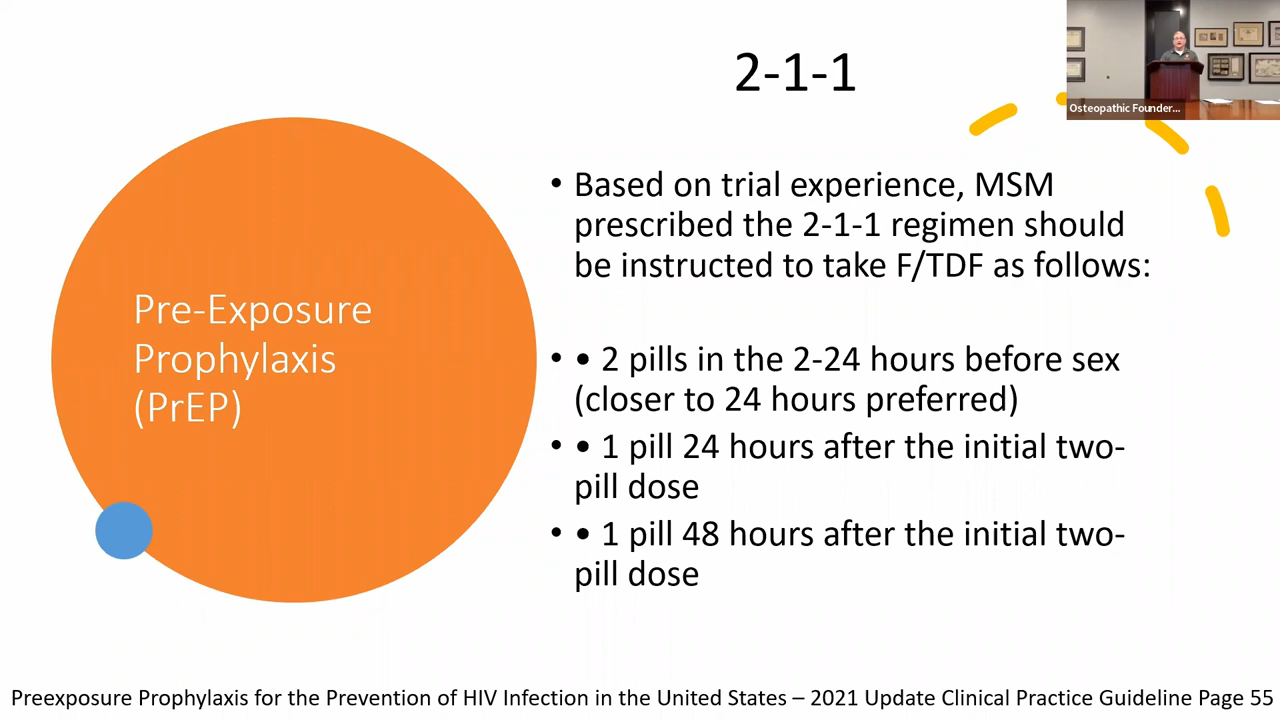 2-1-1
Osteopathic Founder...
Pre-Exposure
Prophylaxis
(PrEP)
• Based on trial experience, MSM
prescribed the 2-1-1 regimen should
be instructed to take F/TDF as follows:
• • 2 pills in the 2-24 hours before sex
(closer to 24 hours preferred)
• • 1 pill 24 hours after the initial two-
pill dose
• • 1 pill 48 hours after the initial two-
pill dose
Preexposure Prophylaxis for the Prevention of HIV Infection in the United States – 2021 Update Clinical Practice Guideline Page 55